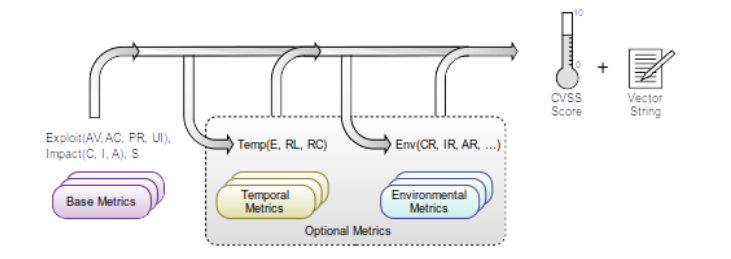 10
0
CVSS
Score
+
Vector
String
Exploit(AV, AC, PR, UI),
Impact(C, I, A), S
Temp(E, RL, RC)
Env(CR, IR, AR, ...)
Base Metrics
Temporal
Metrics
Environmental
Metrics
Optional Metrics